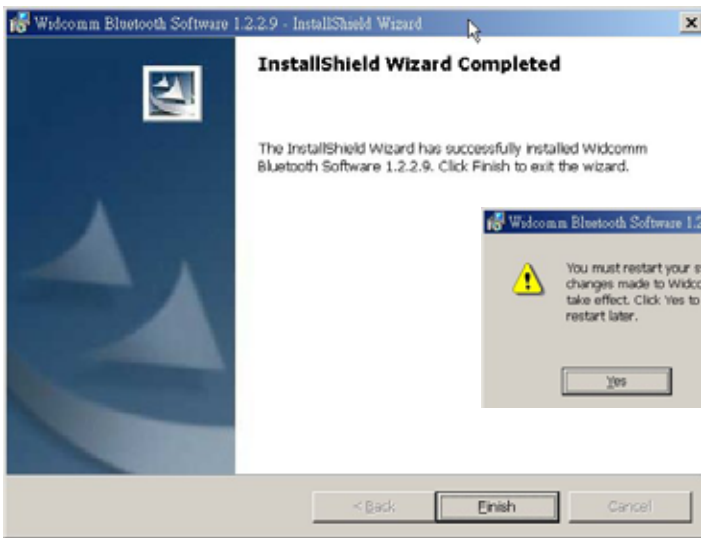 Widcomm Bluetooth Software 1.2.2.9 - InstallShield Wizard
InstallShield Wizard Completed
The InstallShield Wizard has successfully installed Widcomm
Bluetooth Software 1.2.2.9. Click Finish to exit the wizard.
Widcomm Bluetooth Software 1.2
You must restart your s
changes made to Widco
take effect. Click Yes to
restart later.
Yes
< Back
Finish
Cancel